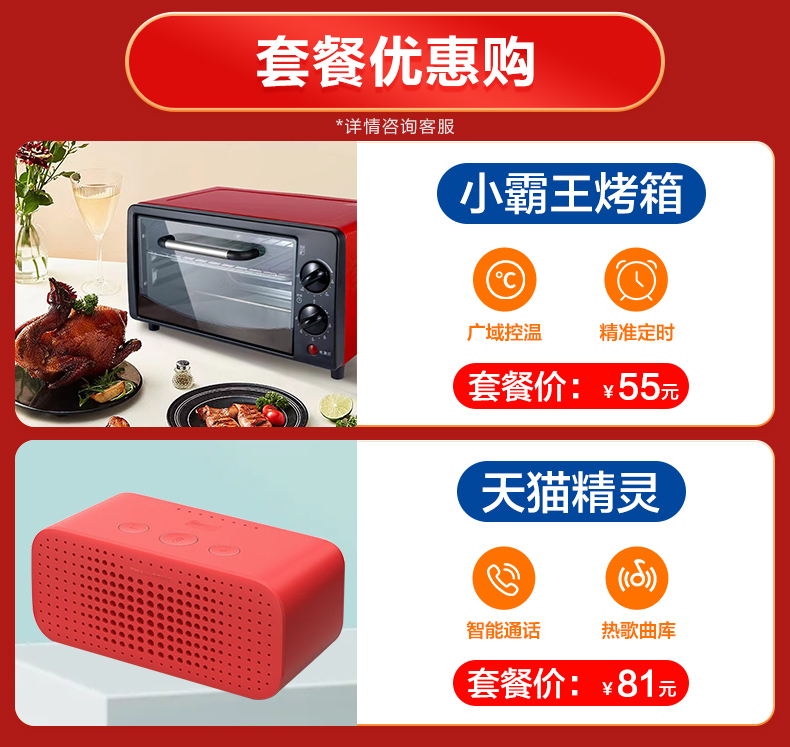 套餐优惠购
*详情咨询客服
小霸王烤箱
广域控温
精准定时
套餐价：¥55元
天猫精灵
智能通话
热歌曲库
套餐价：¥81元